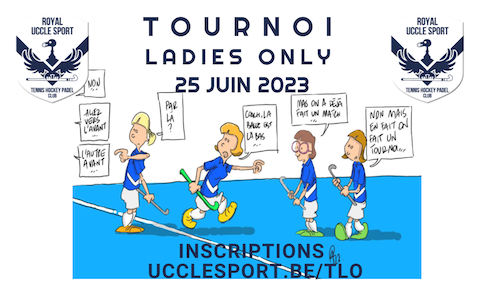 ROYAL
UCCLE SPORT
TENNIS HOCKEY PADEL
CLUB
TOURNOI
LADIES ONLY
25 JUIN 2023
ROYAL
UCCLE SPORT
TENNIS HOCKEY PADEL
CLUB
NON
...
ALLEZ
VERS
L'AVANT
...
L'AUTRE
AVANT
...
PAR
LÀ
?
COACH, LA
BALLE EST
LÀ BAS
...
MAIS ON A DÉJÀ
FAIT UN MATCH
...
NON MAIS
EN FAIT ON
FAIT UN
TOURNOI...
INSCRIPTIONS
UCCLESPORT.BE/TLO